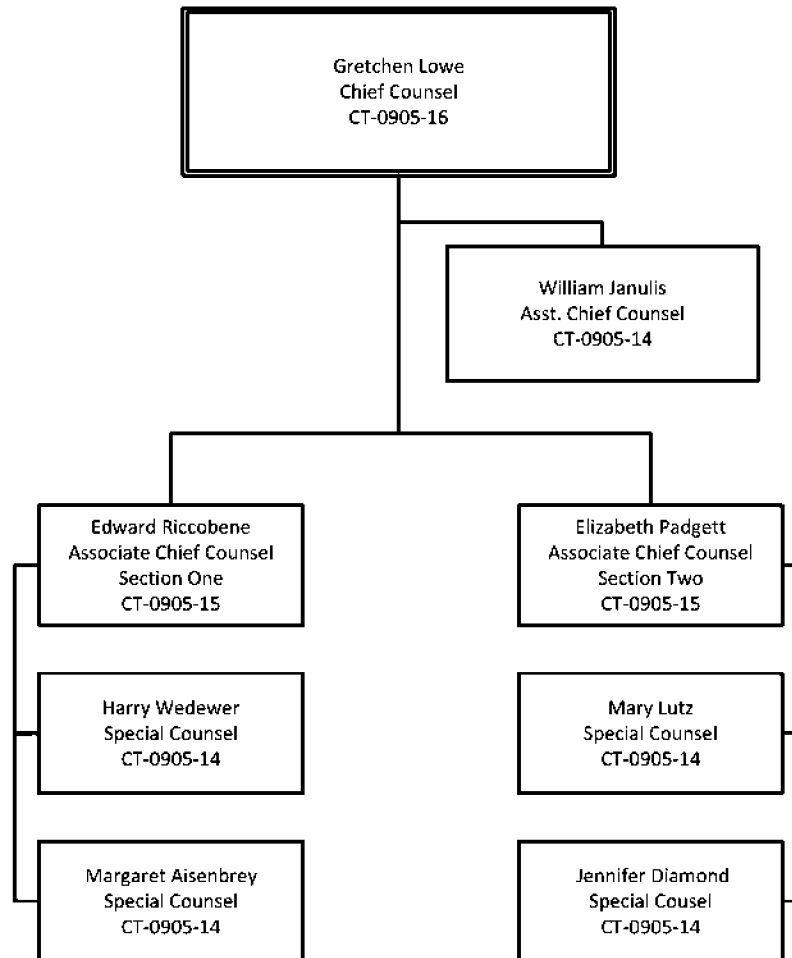 Gretchen Lowe
Chief Counsel
CT-0905-16
William Janulis
Asst. Chief Counsel
CT-0905-14
Edward Riccobene
Associate Chief Counsel
Section One
CT-0905-15
Elizabeth Padgett
Associate Chief Counsel
Section Two
CT-0905-15
Harry Wedewer
Special Counsel
CT-0905-14
Mary Lutz
Special Counsel
CT-0905-14
Margaret Aisenbrey
Special Counsel
CT-0905-14
Jennifer Diamond
Special Cousel
CT-0905-14